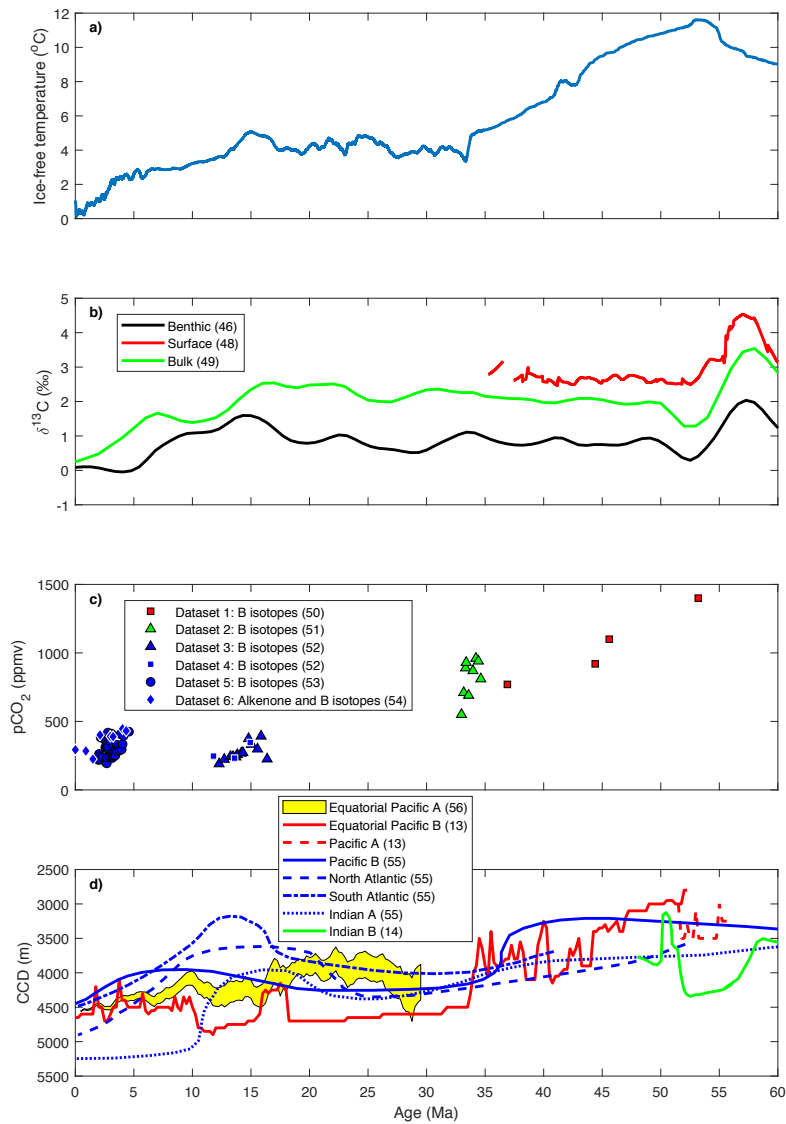 a)
Ice-free temperature (°C)
12
10
8
6
4
2
0
b)
δ13C (‰)
5
4
3
2
1
0
-1
Benthic (46)
Surface (48)
Bulk (49)
c)
pCO2 (ppmv)
1500
1000
500
0
Dataset 1: B isotopes (50)
Dataset 2: B isotopes (51)
Dataset 3: B isotopes (52)
Dataset 4: B isotopes (52)
Dataset 5: B isotopes (53)
Dataset 6: Alkenone and B isotopes (54)
Equatorial Pacific A (56)
Equatorial Pacific B (13)
Pacific A (13)
Pacific B (55)
North Atlantic (55)
South Atlantic (55)
Indian A (55)
Indian B (14)
d)
CCD (m)
2500
3000
3500
4000
4500
5000
5500
0 5 10 15 20 25 30 35 40 45 50 55 60
Age (Ma)